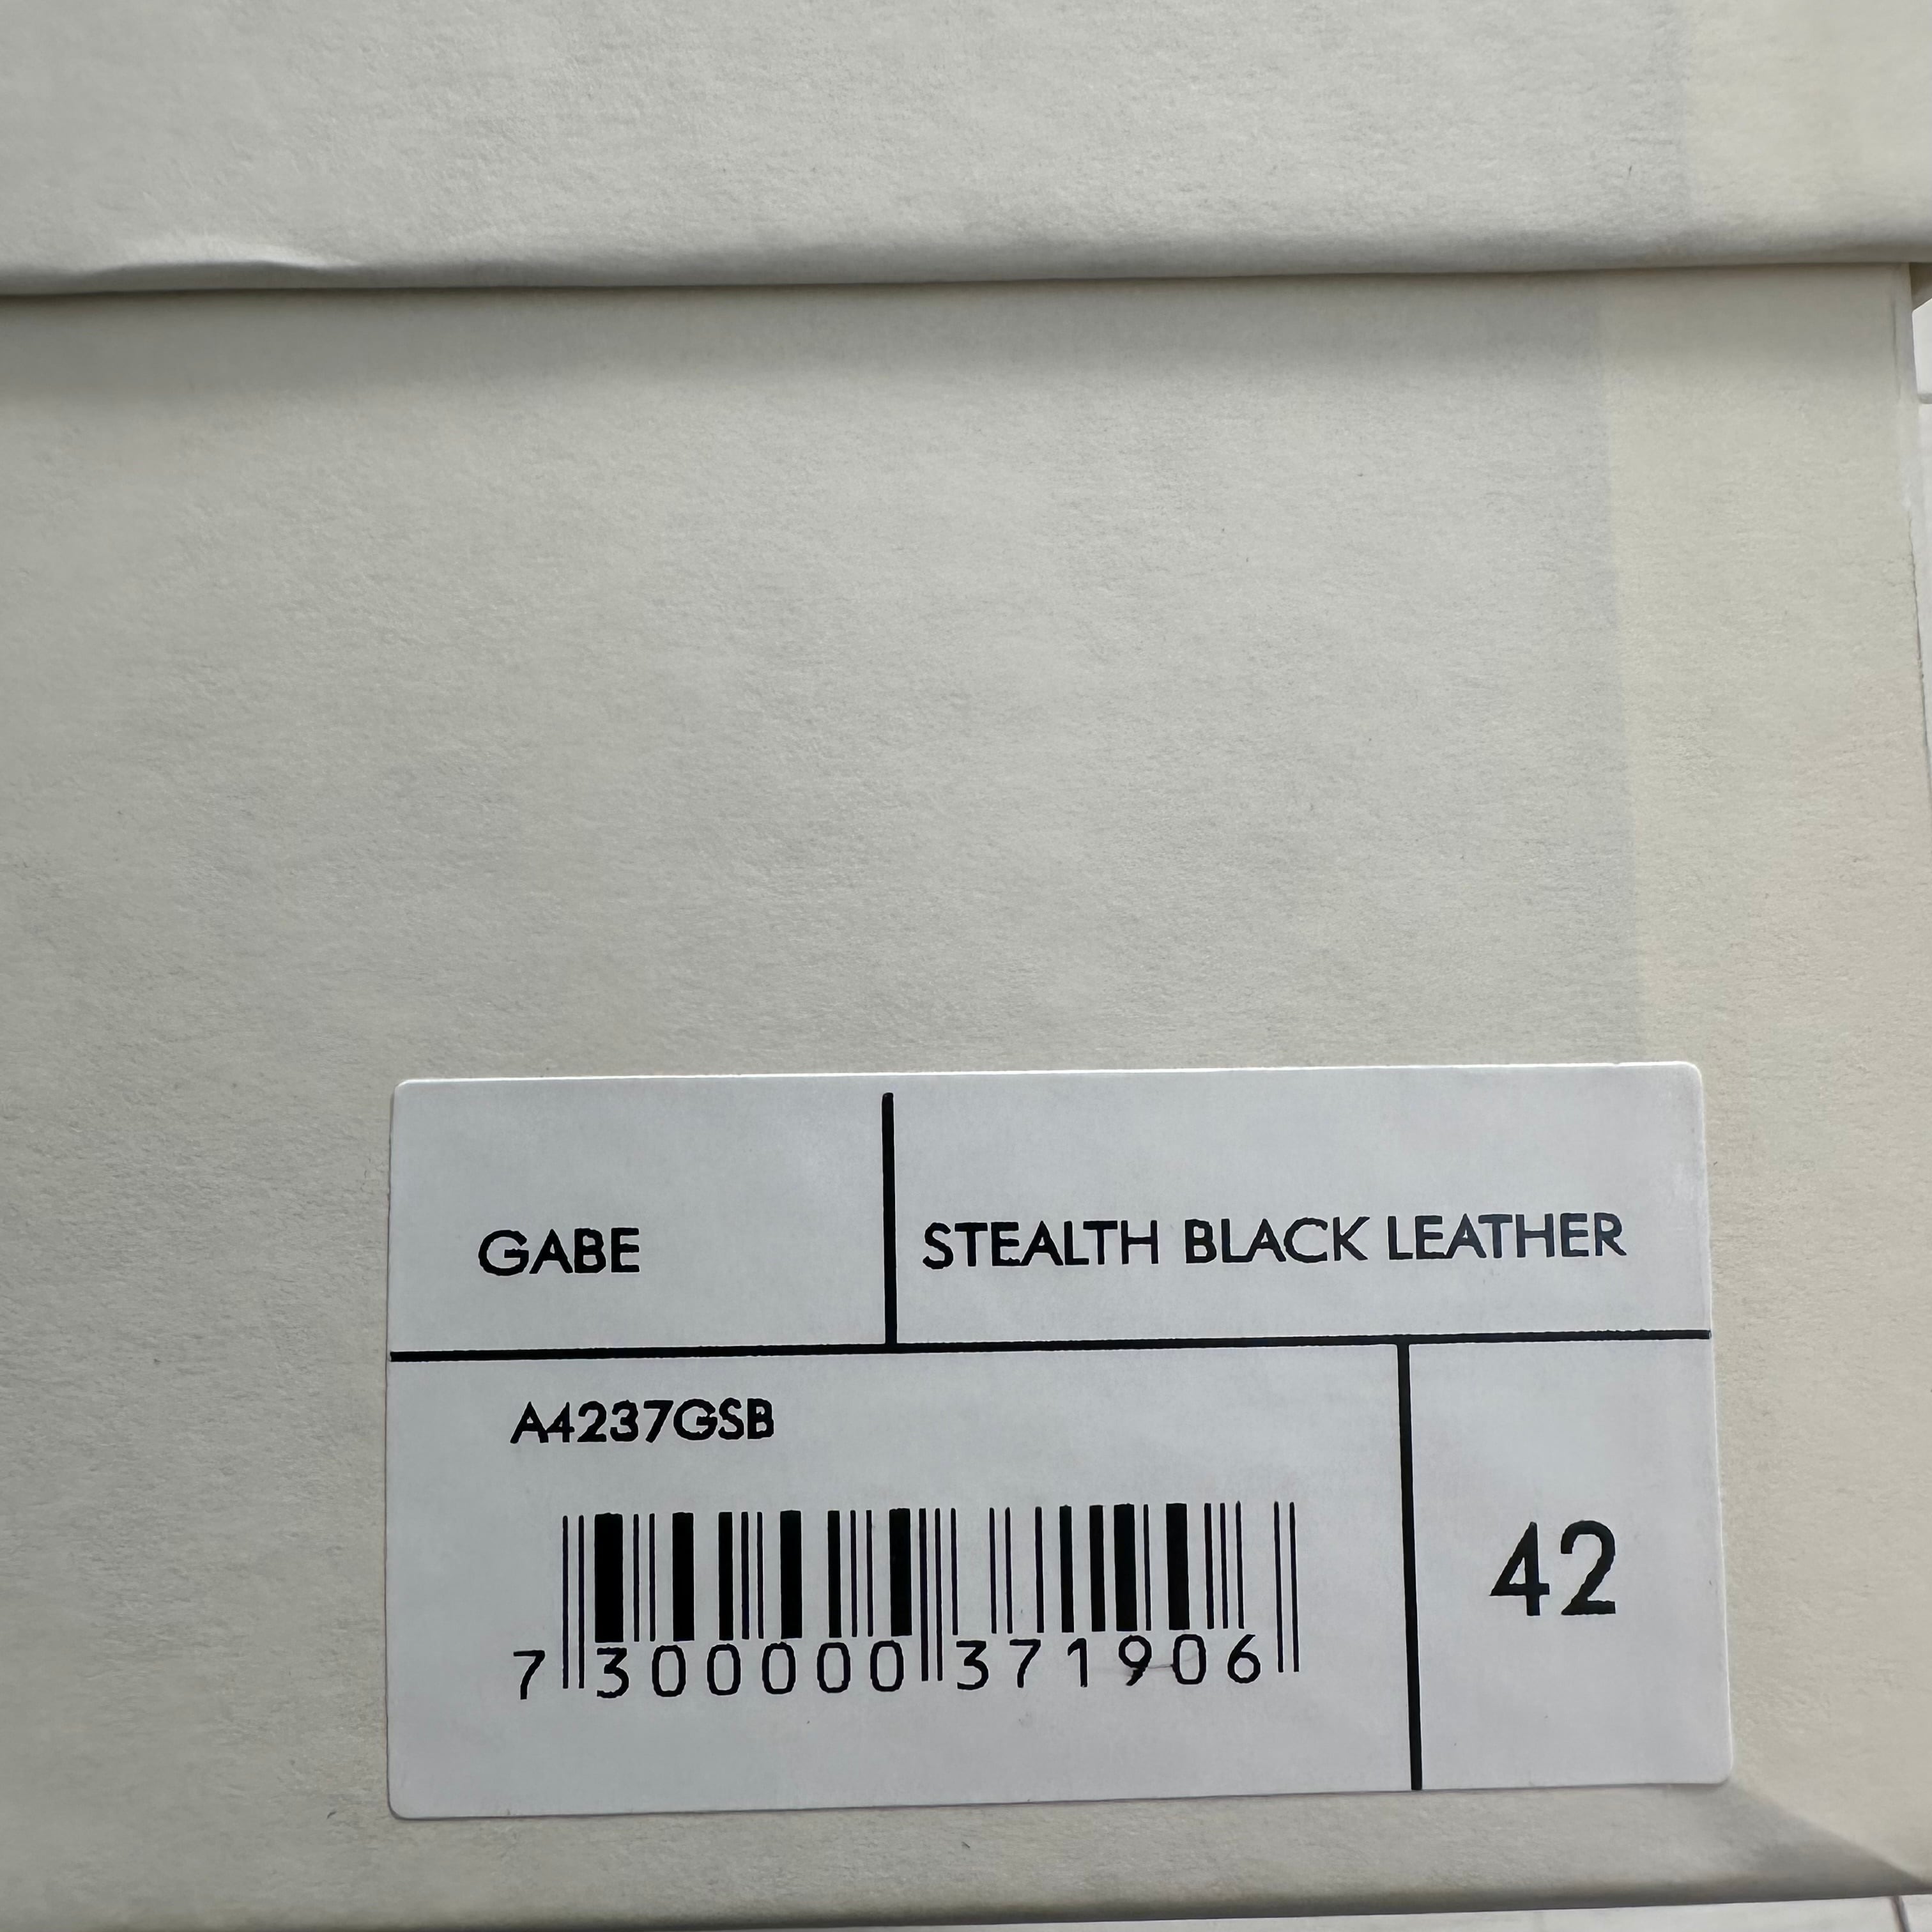 GABE
STEALTH BLACK LEATHER
A4237GSB
7 300000 371906
42